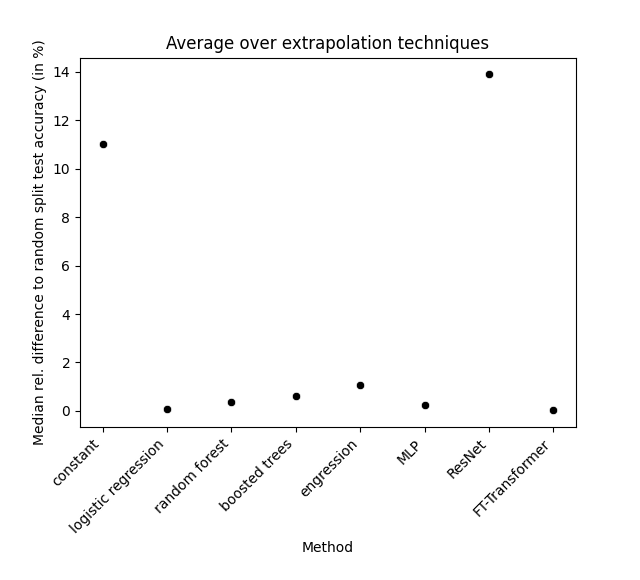 Average over extrapolation techniques
Median rel. difference to random split test accuracy (in %)
14
12
10
8
6
4
2
0
constant
logistic regression
random forest
boosted trees
engression
MLP
ResNet
FT-Transformer
Method